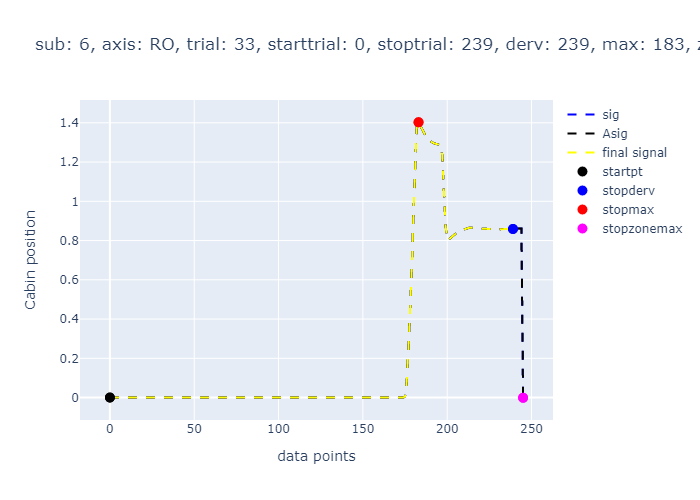 sub: 6, axis: RO, trial: 33, starttrial: 0, stoptrial: 239, derv: 239, max: 183, z
sig
Asig
final signal
startpt
stopderv
stopmax
stopzonemax
Cabin position
1.4
1.2
1
0.8
0.6
0.4
0.2
0
0
50
100
150
200
250
data points